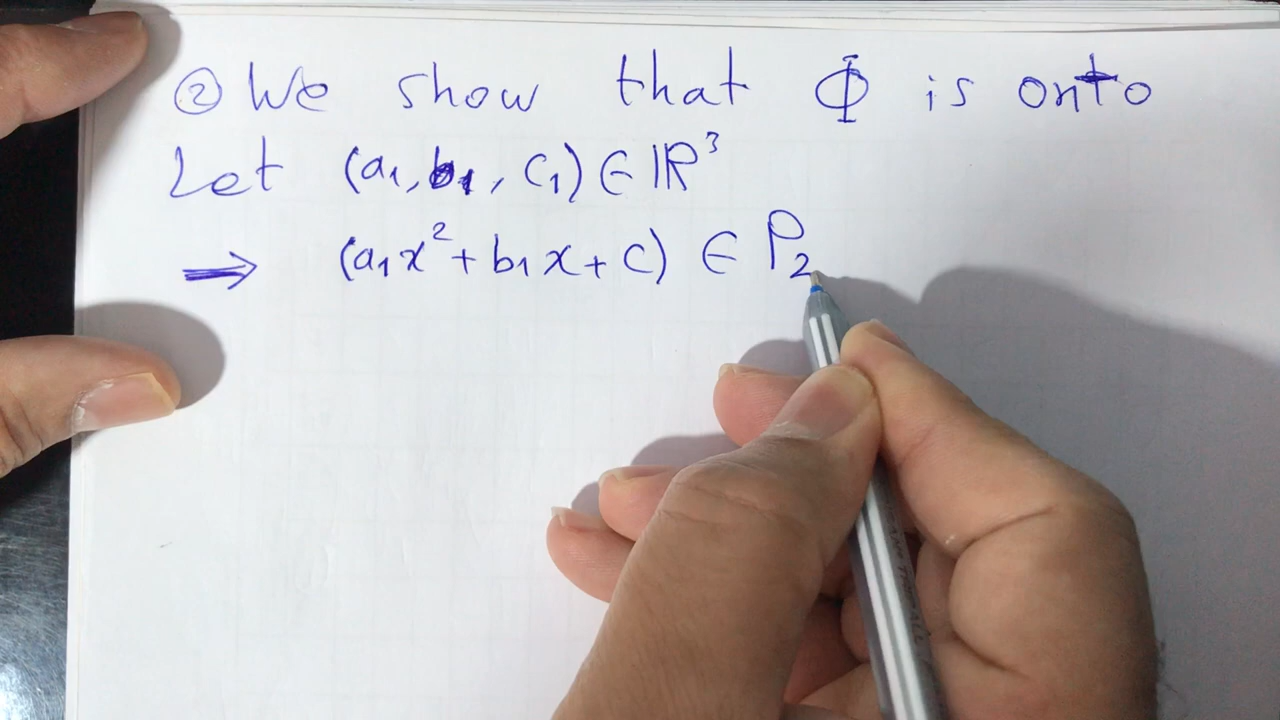 ② We show that Φ is onto
Let (a₁, b₁, c₁) ∈ ℝ³
⟹ (a₁x² + b₁x + c) ∈ P₂